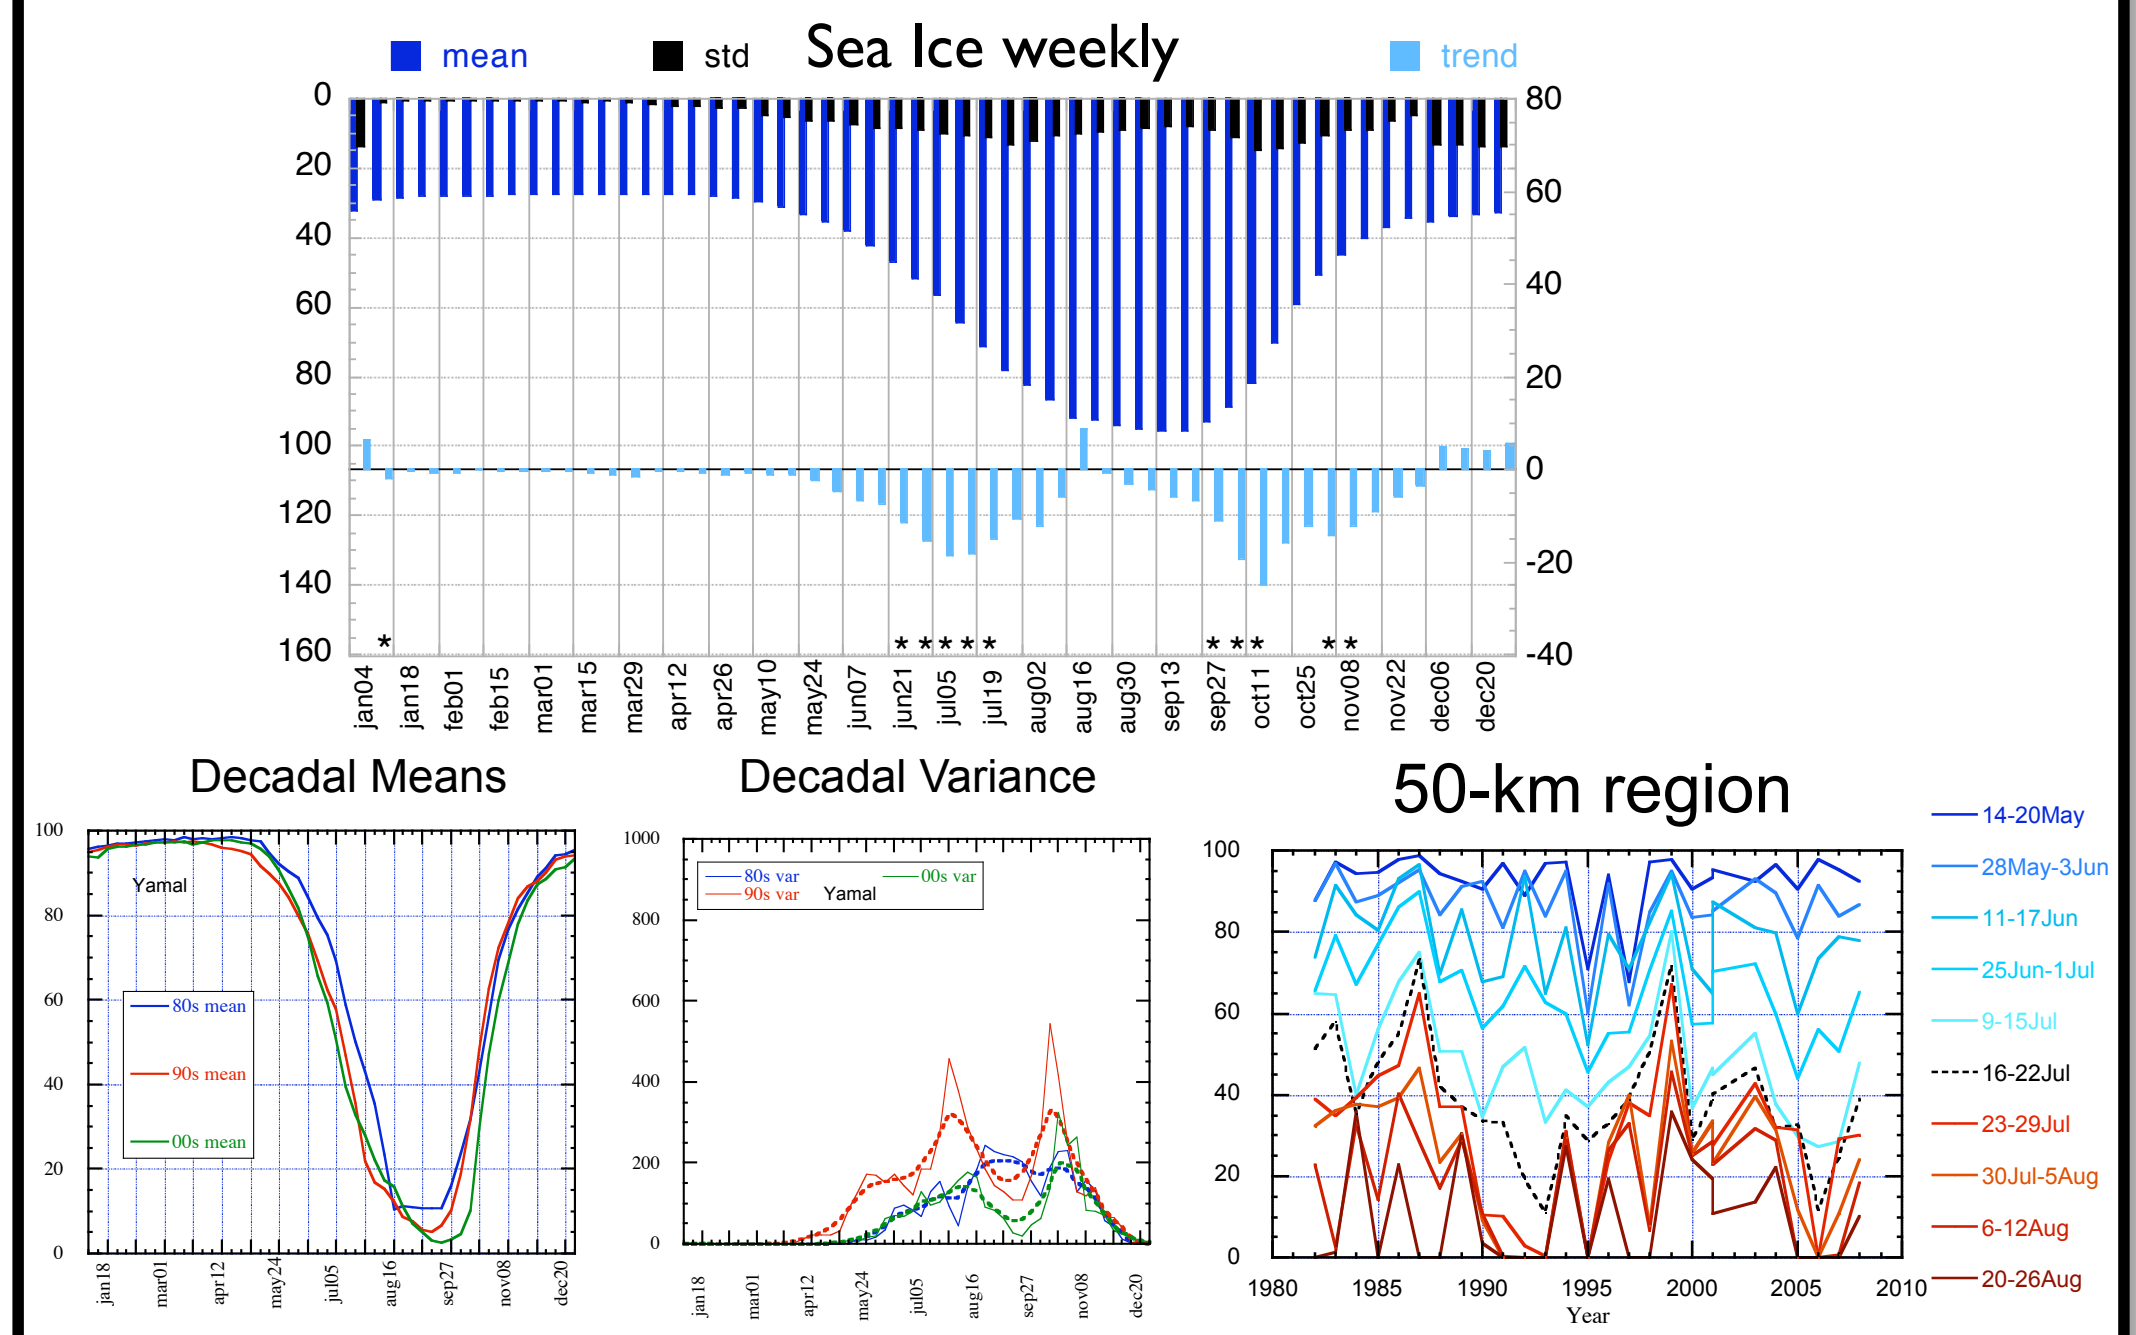 Sea Ice weekly
mean
std
trend
0
20
40
60
80
100
120
140
160
80
60
40
20
0
-20
-40
* * * * * * * * * * *
jan04 jan18 feb01 feb15 mar01 mar15 mar29 apr12 apr26 may10 may24 jun07 jun21 jul05 jul19 aug02 aug16 aug30 sep13 sep27 oct11 oct25 nov08 nov22 dec06 dec20
Decadal Means
100
80
60
40
20
0
Yamal
80s mean
90s mean
00s mean
jan18 mar01 apr12 may24 jul05 aug16 sep27 nov08 dec20
Decadal Variance
1000
800
600
400
200
0
80s var
00s var
90s var
Yamal
jan18 mar01 apr12 may24 jul05 aug16 sep27 nov08 dec20
50-km region
100
80
60
40
20
0
1980 1985 1990 1995 2000 2005 2010
Year
14-20May
28May-3Jun
11-17Jun
25Jun-1Jul
9-15Jul
16-22Jul
23-29Jul
30Jul-5Aug
6-12Aug
20-26Aug